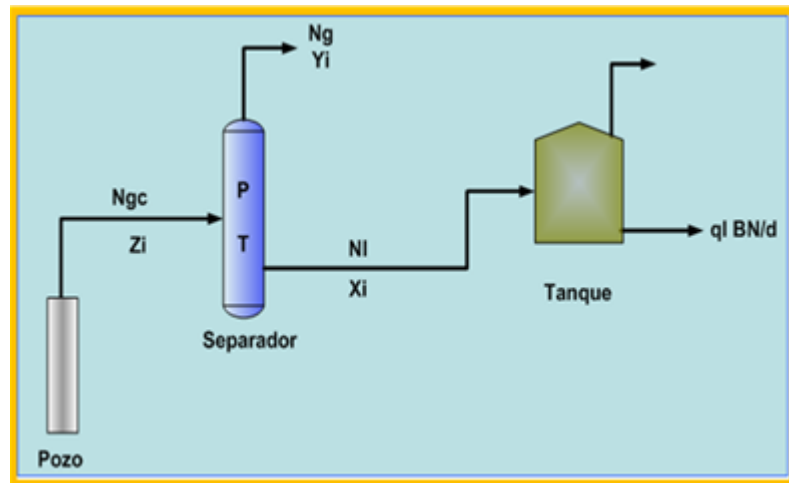 Ng
Yi
P
T
Ngc
Zi
Nl
Xi
ql BN/d
Tanque
Separador
Pozo